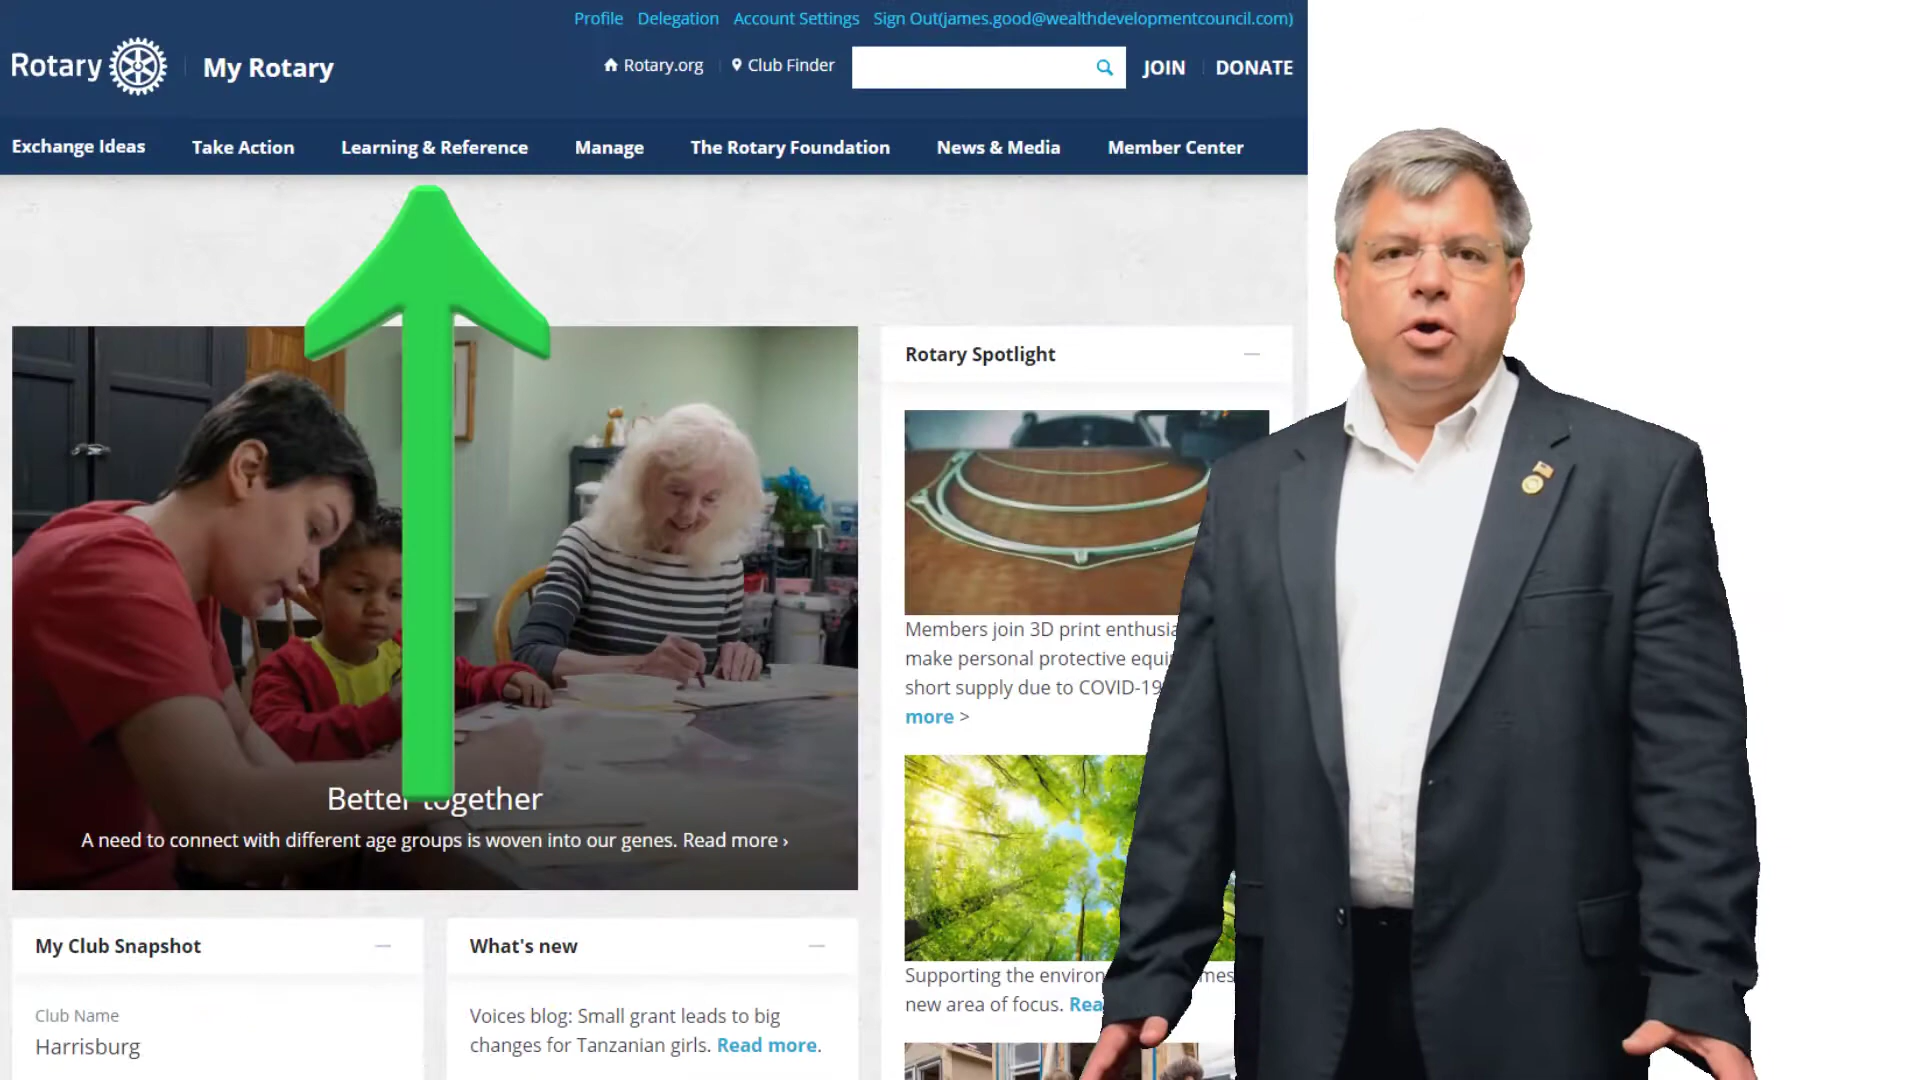 Profile Delegation Account Settings Sign Out(james.good@wealthdevelopmentcouncil.com)
Rotary My Rotary Rotary.org Club Finder JOIN DONATE
Exchange Ideas Take Action Learning & Reference Manage The Rotary Foundation News & Media Member Center
Better together
A need to connect with different age groups is woven into our genes. Read more ›
Rotary Spotlight
Members join 3D print
make personal protective
short supply due to COVID-19
more >
Supporting the
new area of focus.
My Club Snapshot
Club Name
Harrisburg
What's new
Voices blog: Small grant leads to big
changes for Tanzanian girls. Read more.